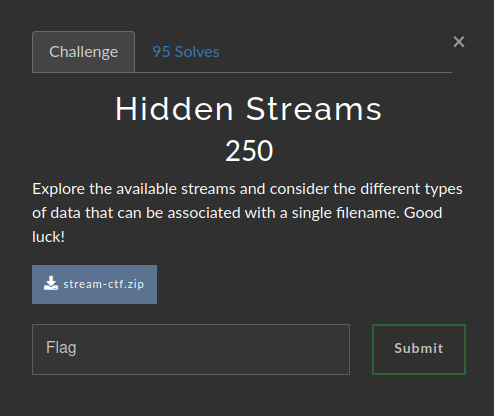 Challenge
95 Solves
×
Hidden Streams
250
Explore the available streams and consider the different types
of data that can be associated with a single filename. Good
luck!
stream-ctf.zip
Flag
Submit